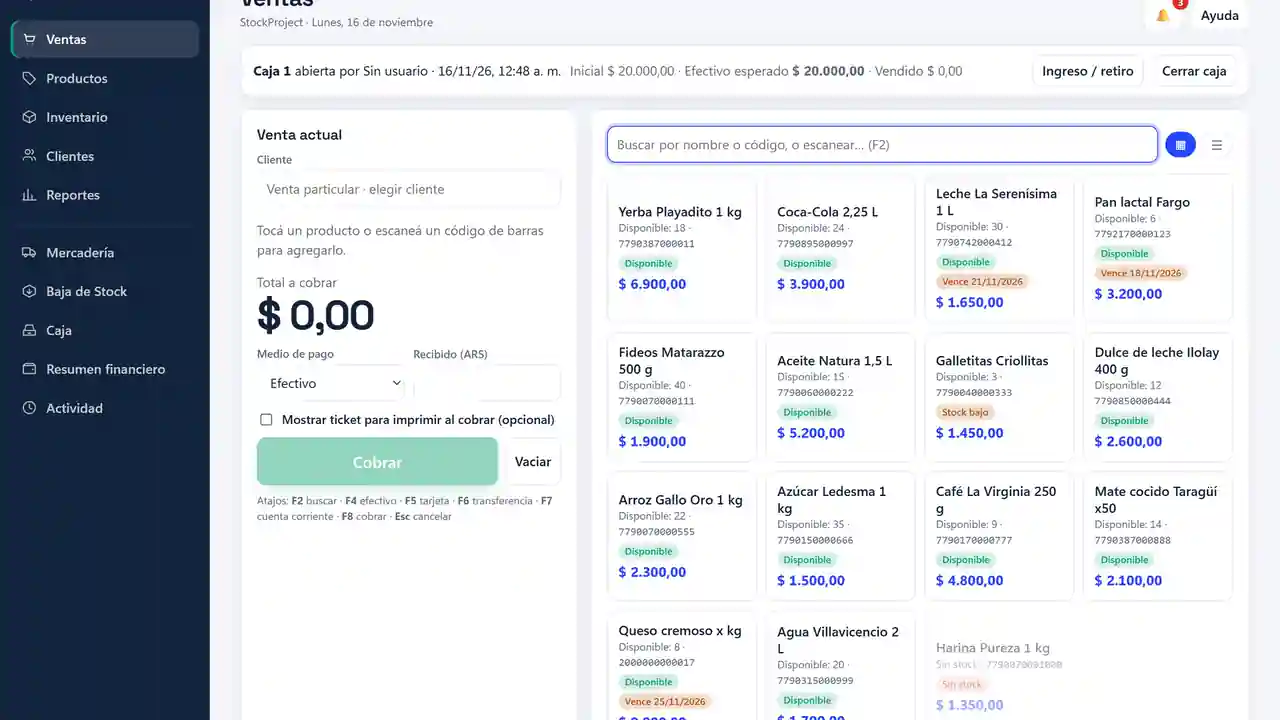 Ventas
Productos
Inventario
Clientes
Reportes
Mercadería
Baja de Stock
Caja
Resumen financiero
Actividad
Ventas
StockProject · Lunes, 16 de noviembre
3
Ayuda
Caja 1 abierta por Sin usuario · 16/11/26, 12:48 a. m. Inicial $ 20.000,00 · Efectivo esperado $ 20.000,00 · Vendido $ 0,00
Ingreso / retiro
Cerrar caja
Venta actual
Cliente
Venta particular · elegir cliente
Tocá un producto o escaneá un código de barras
para agregarlo.
Total a cobrar
$ 0,00
Medio de pago
Recibido (ARS)
Efectivo
Mostrar ticket para imprimir al cobrar (opcional)
Cobrar
Vaciar
Atajos: F2 buscar · F4 efectivo · F5 tarjeta · F6 transferencia · F7
cuenta corriente · F8 cobrar · Esc cancelar
Buscar por nombre o código, o escanear... (F2)
Yerba Playadito 1 kg
Disponible: 18 ·
7790387000011
Disponible
$ 6.900,00
Coca-Cola 2,25 L
Disponible: 24 ·
7790895000997
Disponible
$ 3.900,00
Leche La Serenísima
1 L
Disponible: 30 ·
7790742000412
Disponible
Vence 21/11/2026
$ 1.650,00
Pan lactal Fargo
Disponible: 6 ·
7792170000123
Disponible
Vence 18/11/2026
$ 3.200,00
Fideos Matarazzo
500 g
Disponible: 40 ·
7790070000111
Disponible
$ 1.900,00
Aceite Natura 1,5 L
Disponible: 15 ·
7790060000222
Disponible
$ 5.200,00
Galletitas Criollitas
Disponible: 3 ·
7790040000333
Stock bajo
$ 1.450,00
Dulce de leche Ilolay
400 g
Disponible: 12 ·
7790850000444
Disponible
$ 2.600,00
Arroz Gallo Oro 1 kg
Disponible: 22 ·
7790070000555
Disponible
$ 2.300,00
Azúcar Ledesma 1
kg
Disponible: 35 ·
7790150000666
Disponible
$ 1.500,00
Café La Virginia 250
g
Disponible: 9 ·
7790170000777
Disponible
$ 4.800,00
Mate cocido Taragüí
x50
Disponible: 14 ·
7790387000888
Disponible
$ 2.100,00
Queso cremoso x kg
Disponible: 8 ·
2000000000017
Disponible
Vence 25/11/2026
Agua Villavicencio 2
L
Disponible: 20 ·
7790315000999
Disponible
Harina Pureza 1 kg
Sin stock · 7790070001000
Sin stock
$ 1.350,00